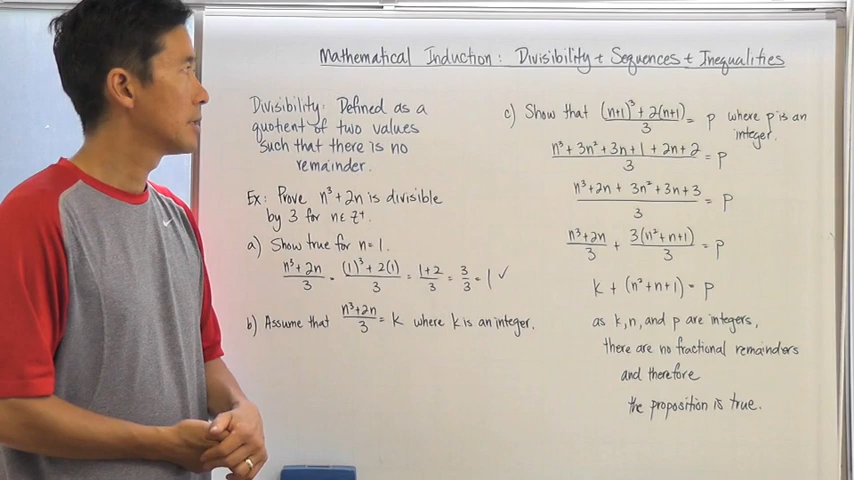 Mathematical Induction: Divisibility + Sequences + Inequalities
Divisibility: Defined as a
quotient of two values
such that there is no
remainder.
Ex: Prove n³+2n is divisible
by 3 for n∈ Z⁺.
a) Show true for n=1.
(n³+2n)/3 = ((1)³+2(1))/3 = (1+2)/3 = 3/3 = 1 ✓
b) Assume that (n³+2n)/3 = k where k is an integer.
c) Show that ((n+1)³+2(n+1))/3 = p where p is an
integer.
(n³+3n²+3n+1+2n+2)/3 = p
(n³+2n + 3n²+3n+3)/3 = p
(n³+2n)/3 + 3(n²+n+1)/3 = p
k + (n²+n+1) = p
as k, n, and p are integers,
there are no fractional remainders
and therefore
the proposition is true.